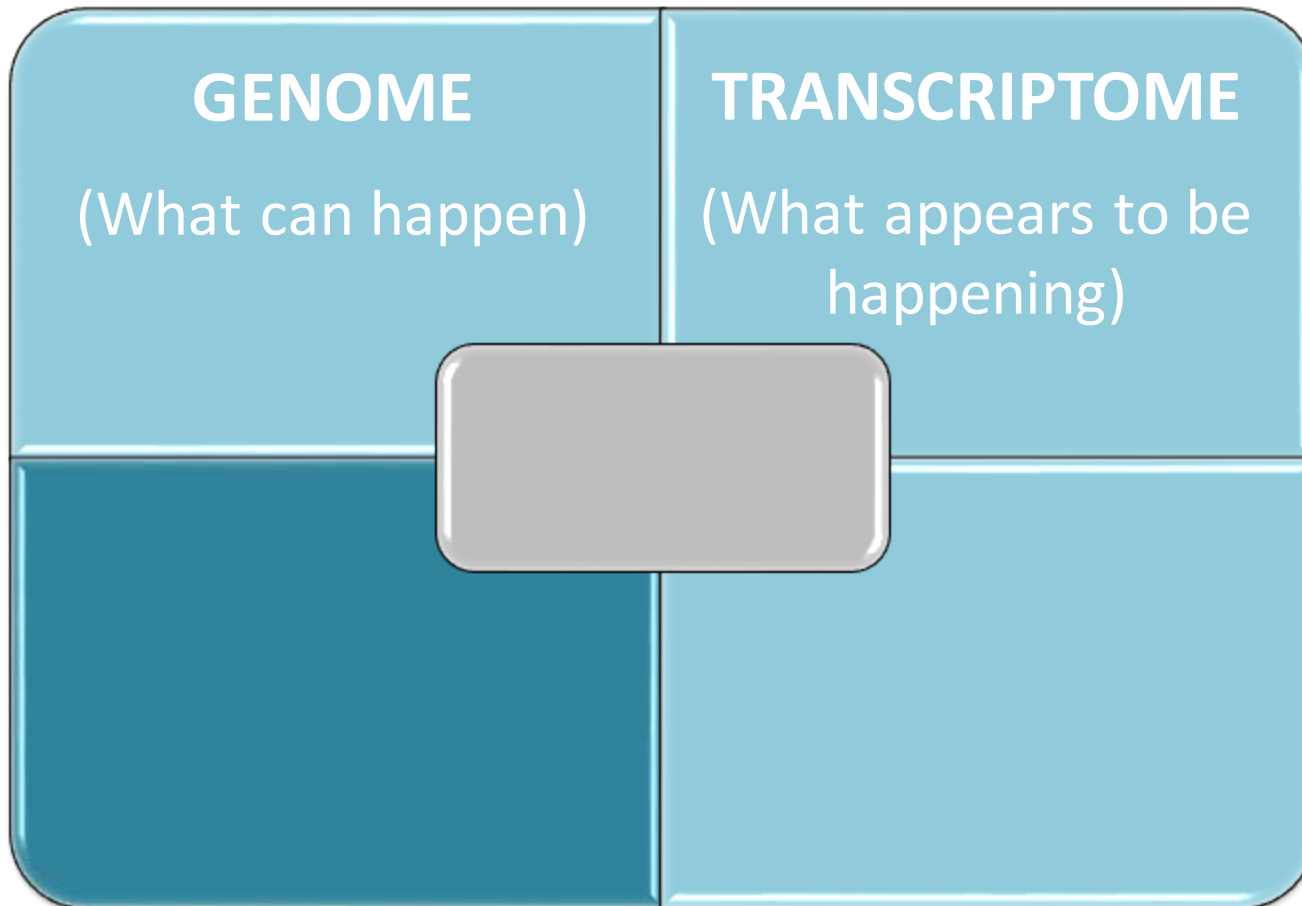 GENOME
(What can happen)
TRANSCRIPTOME
(What appears to be
happening)